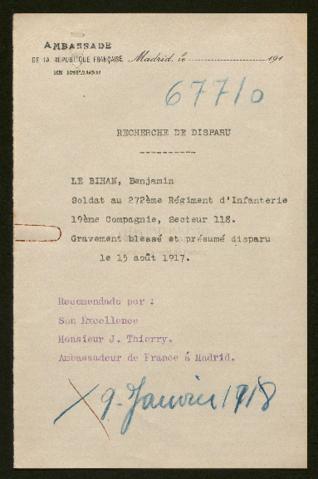 AMBASSADE
DE LA RÉPUBLIQUE FRANÇAISE
EN ESPAGNE
Madrid, le 191
67710
RECHERCHE DE DISPARU
----------
LE BIHAN, Benjamin
Soldat au 272ème Régiment d'Infanterie
19ème Compagnie, Secteur 118.
Gravement blessé et présumé disparu
le 15 août 1917.
Recomendado por :
Son Excellence
Monsieur J. Thierry.
Ambassadeur de France á Madrid.
9 - Janvier 1918